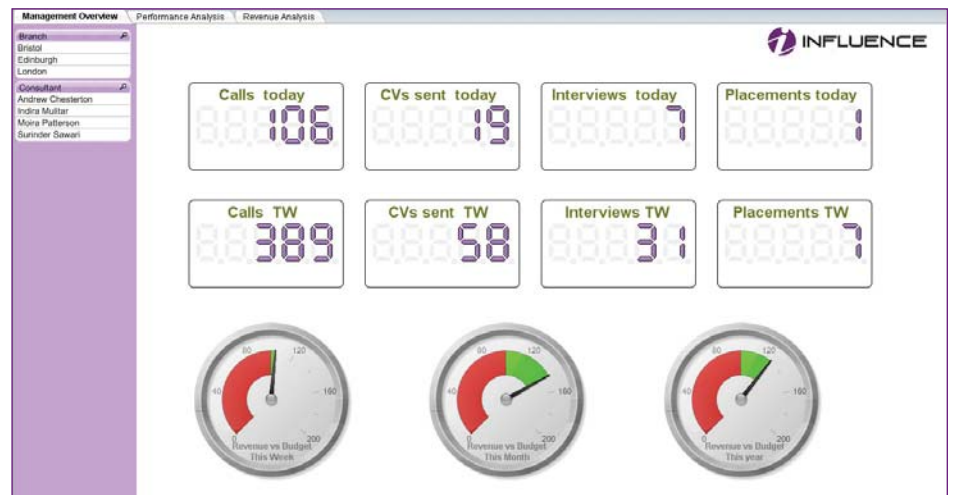 Management Overview
Performance Analysis
Revenue Analysis
Branch
Bristol
Edinburgh
London
Consultant
Andrew Chesterton
Indira Mulitar
Moira Patterson
Surinder Sawari
INFLUENCE
Calls today
106
CVs sent today
19
Interviews today
7
Placements today
1
Calls TW
389
CVs sent TW
58
Interviews TW
31
Placements TW
7
0
40
80
120
160
200
Revenue vs Budget
This Week
0
40
80
120
160
200
Revenue vs Budget
This Month
0
40
80
120
160
200
Revenue vs Budget
This year